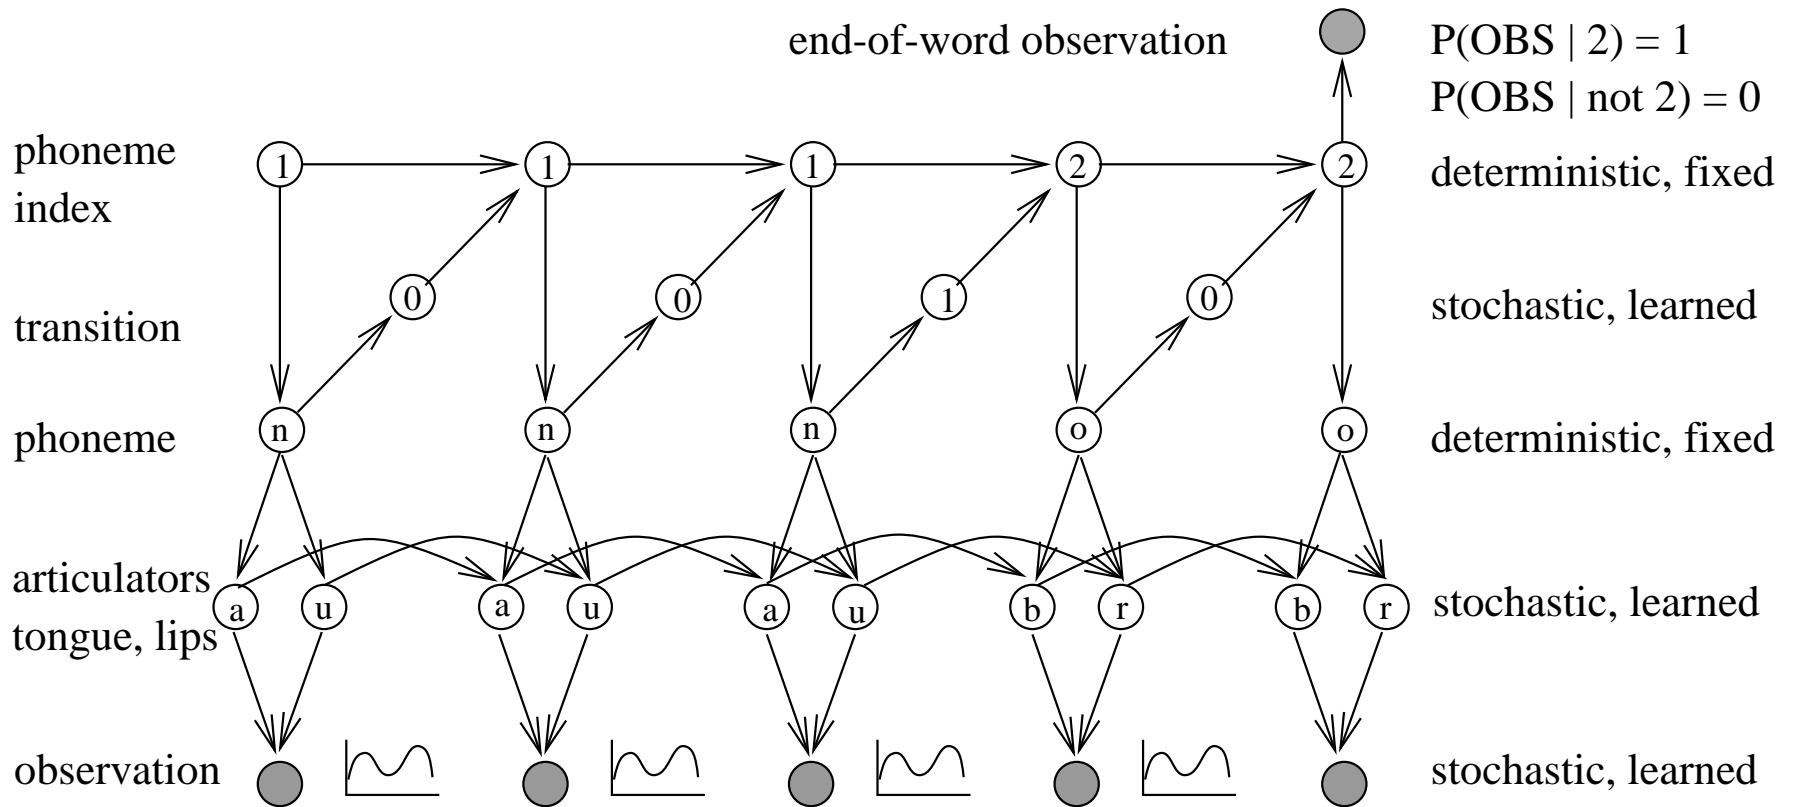 end-of-word observation
P(OBS | 2) = 1
P(OBS | not 2) = 0
phoneme
index
1 1 1 2 2
deterministic, fixed
transition
0 0 1 0
stochastic, learned
phoneme
n n n o o
deterministic, fixed
articulators
tongue, lips
a u a u a u b r b r
stochastic, learned
observation
stochastic, learned